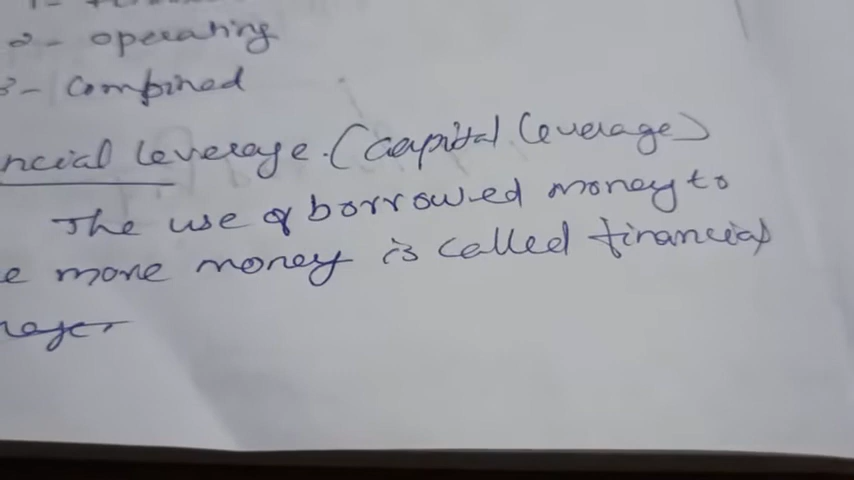 2- operating
3- Combined
ncial leverage. (capital leverage)
The use of borrowed money to
e more money is called financial